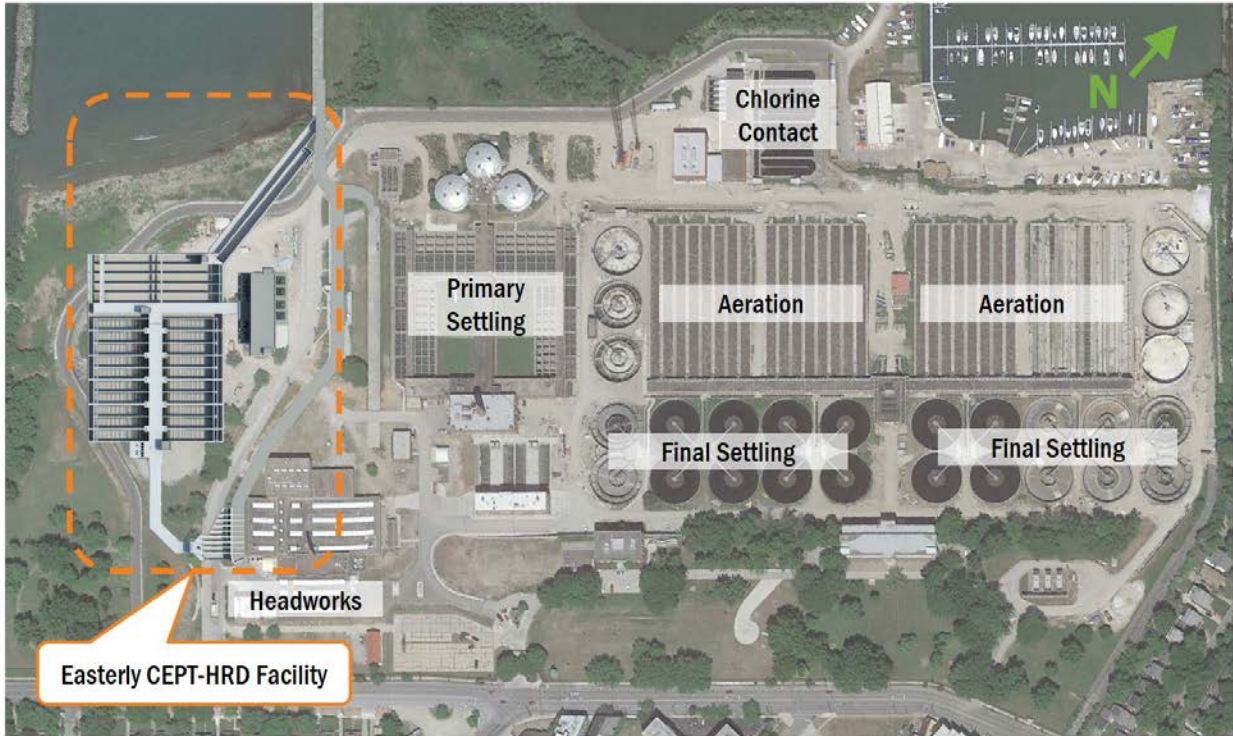 Chlorine
Contact
N
Primary
Settling
Aeration
Aeration
Final Settling
Final Settling
Headworks
Easterly CEPT-HRD Facility